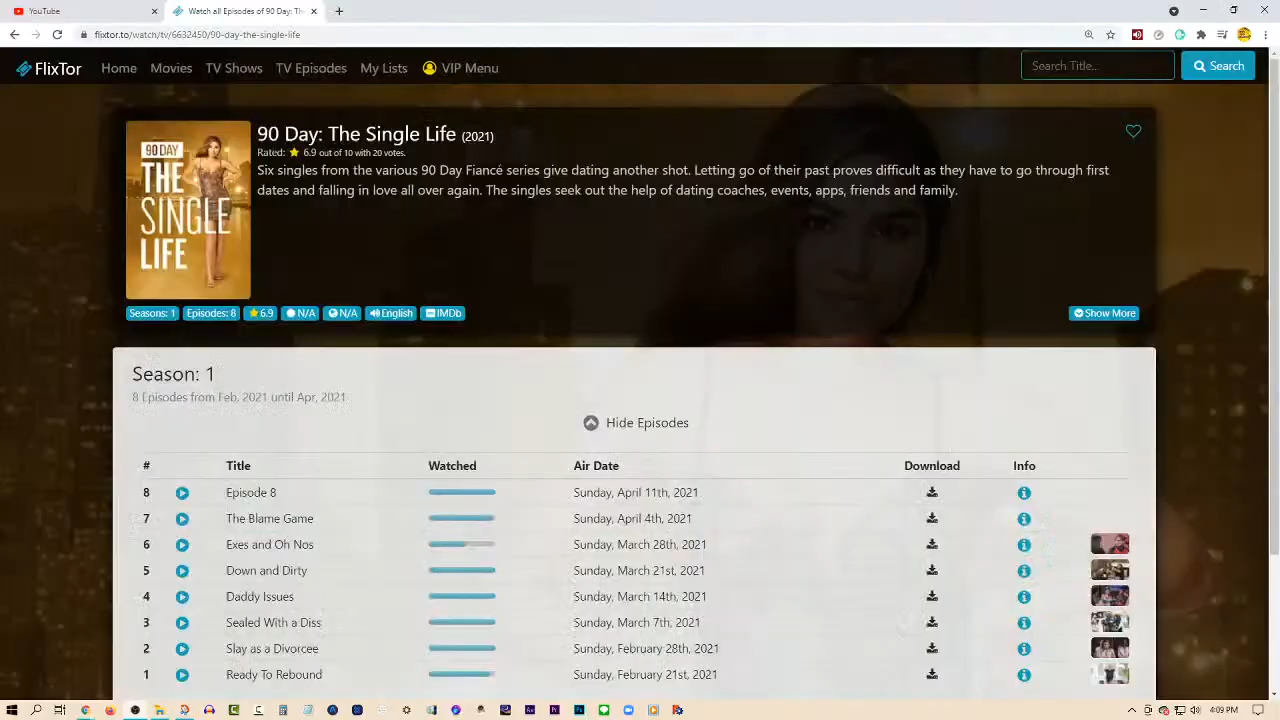 YouTube
Watch all Episodes of 90 Day: Th
flixtor.to/watch/tv/6632450/90-day-the-single-life
FlixTor Home Movies TV Shows TV Episodes My Lists VIP Menu Search Title... Search
90 DAY
THE
SINGLE
LIFE
90 Day: The Single Life (2021)
Rated: 6.9 out of 10 with 20 votes.
Six singles from the various 90 Day Fiancé series give dating another shot. Letting go of their past proves difficult as they have to go through first
dates and falling in love all over again. The singles seek out the help of dating coaches, events, apps, friends and family.
Seasons: 1 Episodes: 8 6.9 N/A N/A English IMDb Show More
Season: 1
8 Episodes from Feb, 2021 until Apr, 2021
Hide Episodes
# Title Watched Air Date Download Info
8 Episode 8 Sunday, April 11th, 2021
7 The Blame Game Sunday, April 4th, 2021
6 Exes and Oh Nos Sunday, March 28th, 2021
5 Down and Dirty Sunday, March 21st, 2021
4 Daddy Issues Sunday, March 14th, 2021
3 Sealed With a Diss Sunday, March 7th, 2021
2 Slay as a Divorcee Sunday, February 28th, 2021
1 Ready To Rebound Sunday, February 21st, 2021
4:09 PM